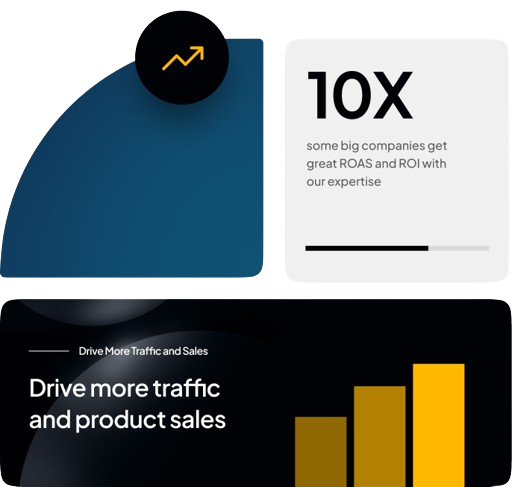 10X
some big companies get
great ROAS and ROI with
our expertise
Drive More Traffic and Sales
Drive more traffic
and product sales